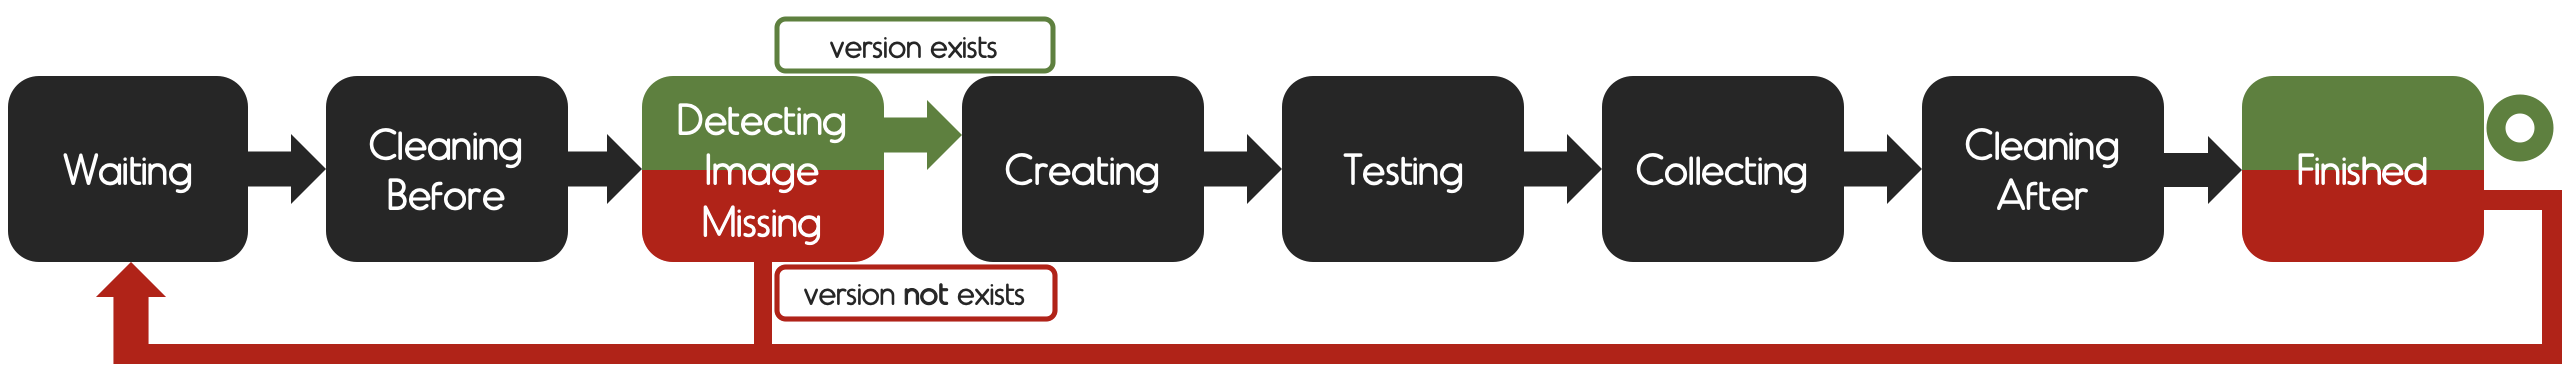 version exists
Waiting
Cleaning
Before
Detecting
Image
Missing
Creating
Testing
Collecting
Cleaning
After
Finished
version not exists